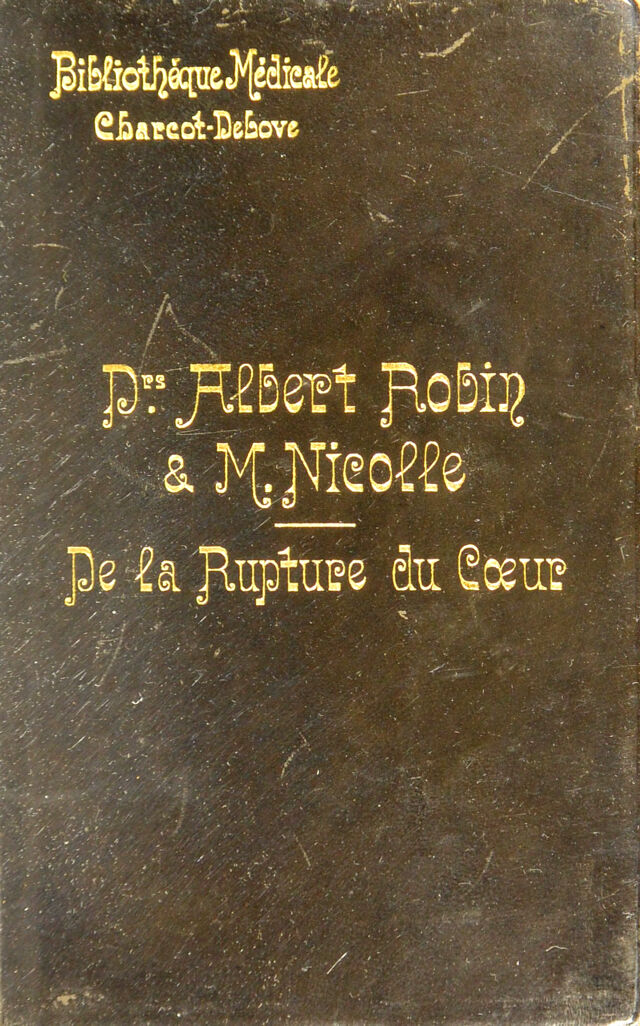 Bibliothèque Médicale
Charcot-Debove
Drs Albert Robin
& M. Nicolle
De la Rupture du Cœur